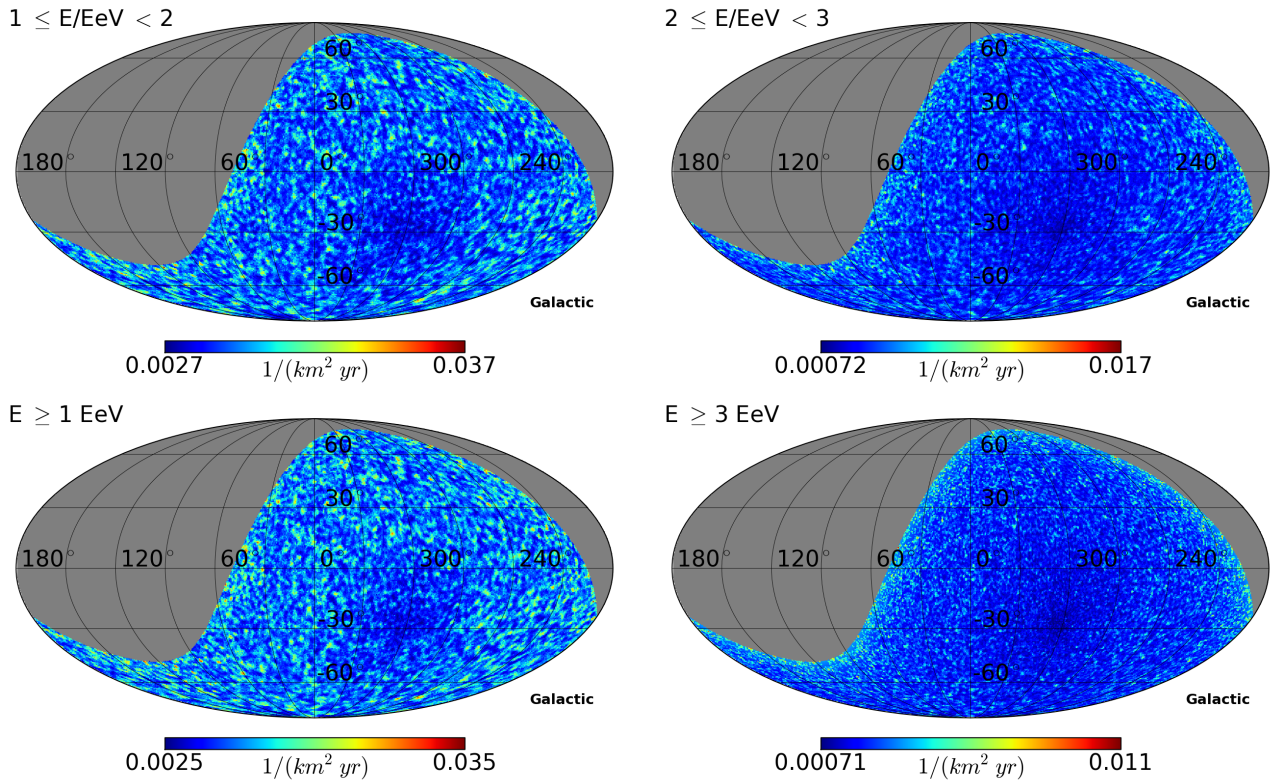 1 ≤ E/EeV < 2
60°
30
180° 120° 60 0 300 240
-30
-60
Galactic
0.0027 1/(km² yr) 0.037
2 ≤ E/EeV < 3
60
30
180° 120° 60 0 300 240
-30
-60
Galactic
0.00072 1/(km² yr) 0.017
E ≥ 1 EeV
60
30
180° 120° 60° 0 300 240°
-30
-60
Galactic
0.0025 1/(km² yr) 0.035
E ≥ 3 EeV
60
30
180° 120° 60 0 300 240
-30
-60
Galactic
0.00071 1/(km² yr) 0.011